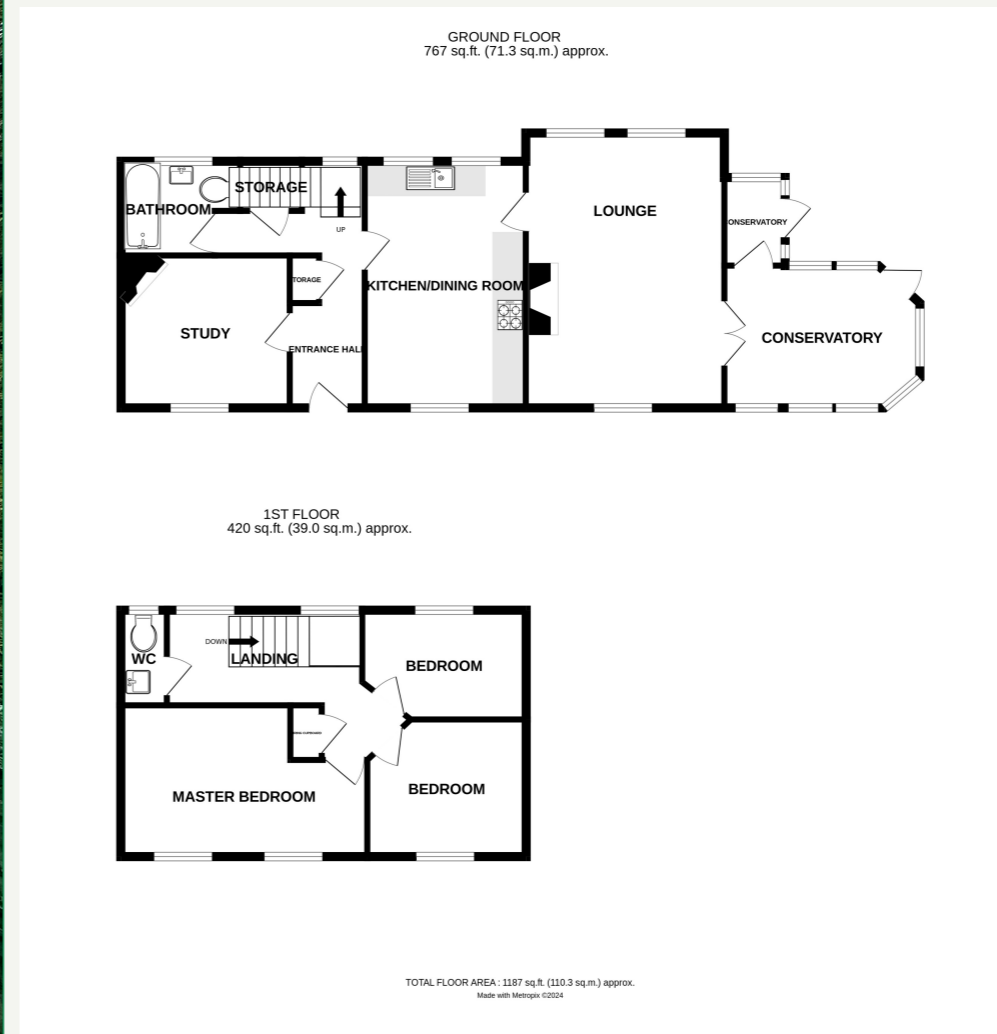 GROUND FLOOR
767 sq.ft. (71.3 sq.m.) approx.
STORAGE
BATHROOM
LOUNGE
ONSERVATORY
UP
TORAGE
KITCHEN/DINING ROOM
STUDY
CONSERVATORY
ENTRANCE HALL
1ST FLOOR
420 sq.ft. (39.0 sq.m.) approx.
DOWN
WC
LANDING
BEDROOM
MASTER BEDROOM
BEDROOM
TOTAL FLOOR AREA : 1187 sq.ft. (110.3 sq.m.) approx.
Made with Metropix ©2024